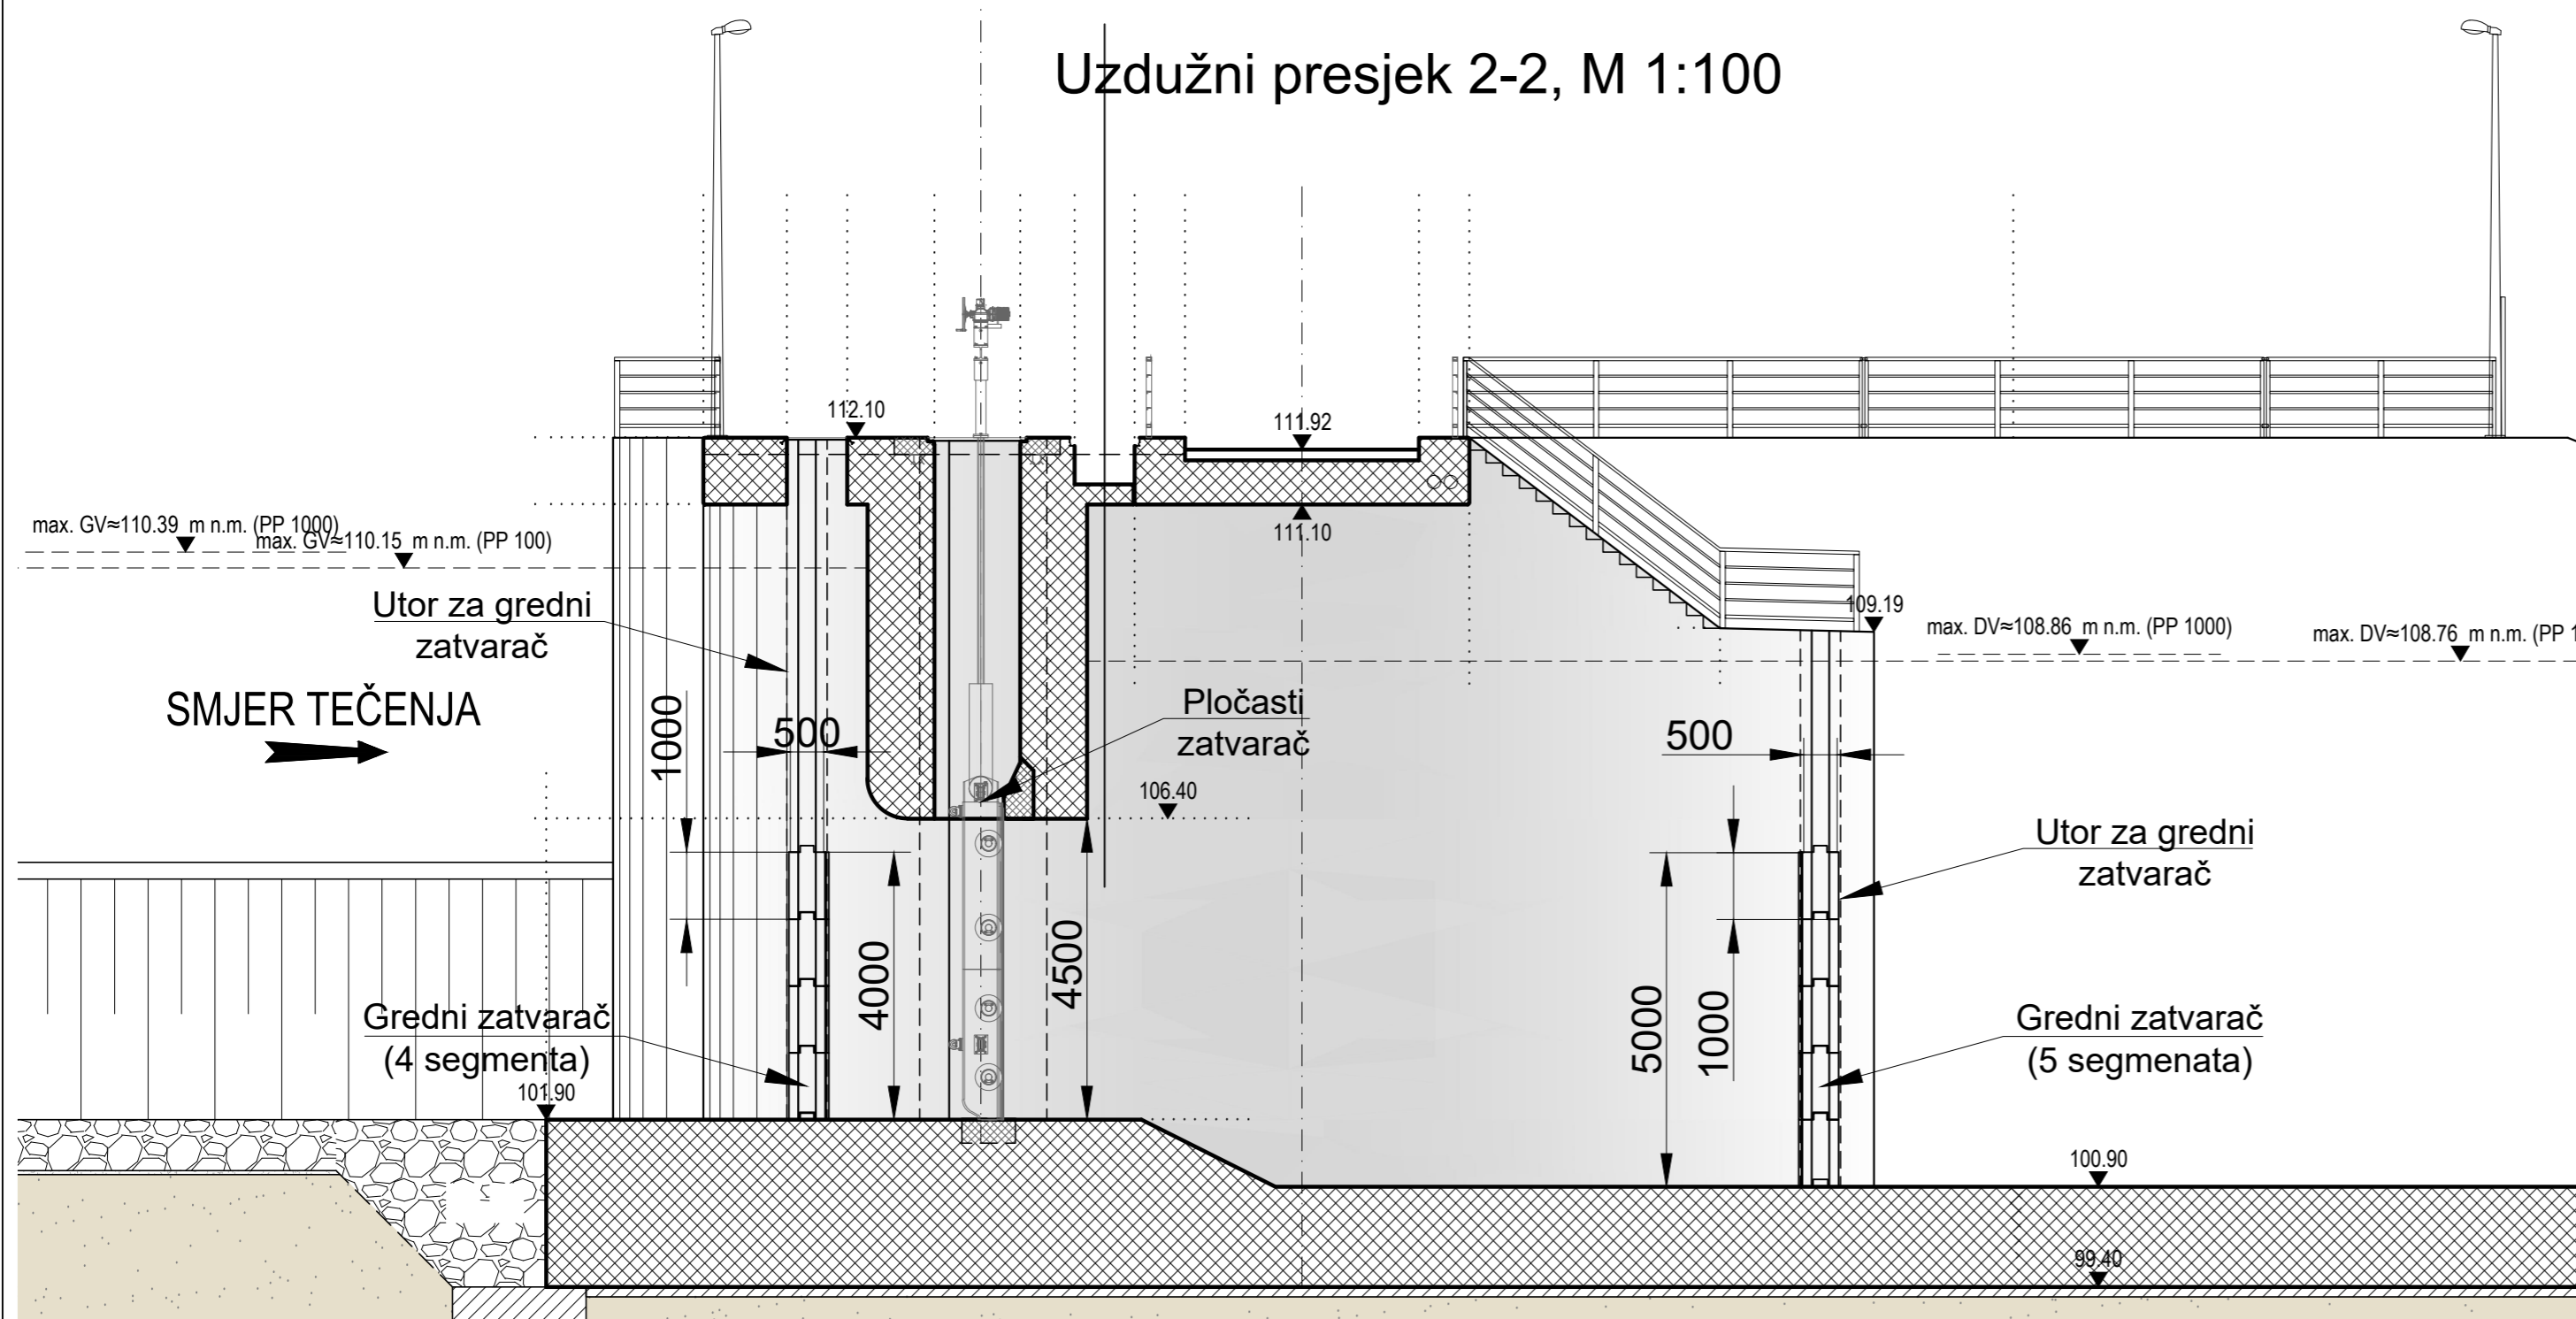 Uzdužni presjek 2-2, M 1:100
112.10
111.92
111.10
max. GV≈110.39 m n.m. (PP 1000)
max. GV≈110.15 m n.m. (PP 100)
Utor za gredni
zatvarač
109.19
max. DV≈108.86 m n.m. (PP 1000)
max. DV≈108.76 m n.m. (PP 1
SMJER TEČENJA
1000
500
Pločasti
zatvarač
500
106.40
Utor za gredni
zatvarač
4000
4500
5000
1000
Gredni zatvarač
(4 segmenta)
Gredni zatvarač
(5 segmenata)
101.90
100.90
99.40